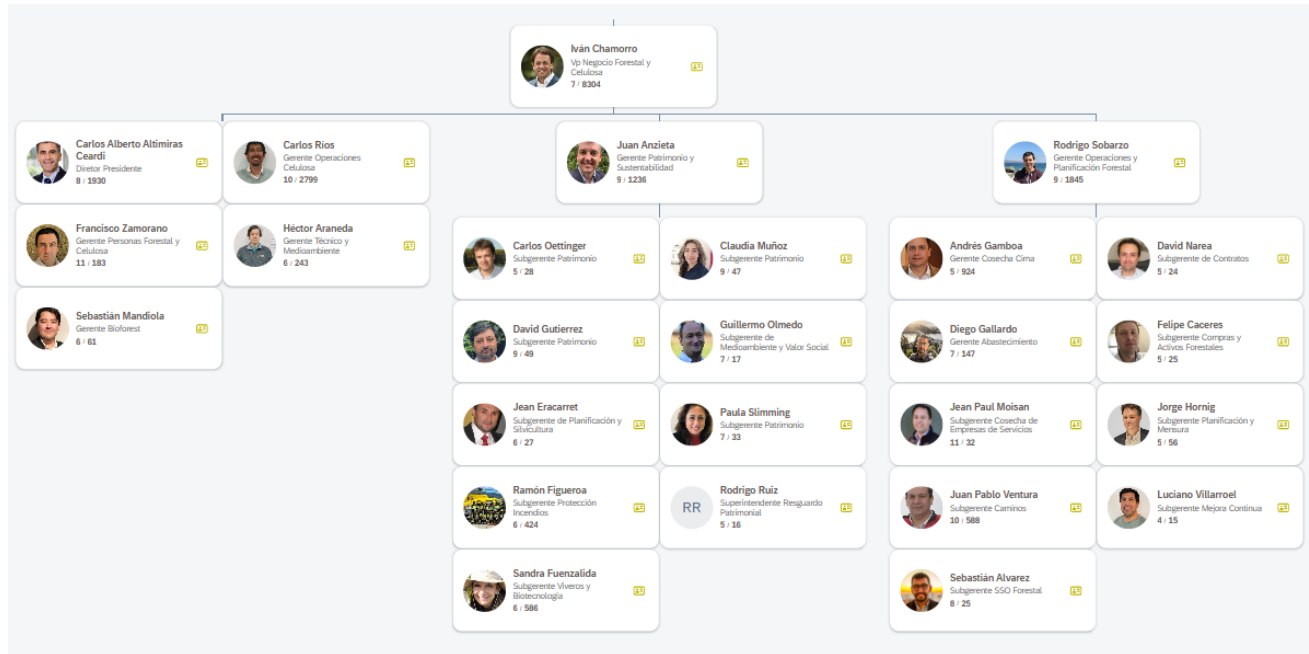 Iván Chamorro
Vp Negocio Forestal y
Celulosa
7 / 8304
Carlos Alberto Altimiras
Ceardi
Diretor Presidente
8 / 1930
Carlos Ríos
Gerente Operaciones
Celulosa
10 / 2799
Juan Anzieta
Gerente Patrimonio y
Sustentabilidad
9 / 1236
Rodrigo Sobarzo
Gerente Operaciones y
Planificación Forestal
9 / 1845
Francisco Zamorano
Gerente Personas Forestal y
Celulosa
11 / 183
Héctor Araneda
Gerente Técnico y
Medioambiente
6 / 243
Sebastián Mandiola
Gerente Bioforest
6 / 61
Carlos Oettinger
Subgerente Patrimonio
5 / 28
Claudia Muñoz
Subgerente Patrimonio
9 / 47
David Gutierrez
Subgerente Patrimonio
9 / 49
Guillermo Olmedo
Subgerente de
Medioambiente y Valor Social
7 / 17
Jean Eracarret
Subgerente de Planificación y
Silvicultura
6 / 27
Paula Slimming
Subgerente Patrimonio
7 / 33
Ramón Figueroa
Subgerente Protección
Incendios
6 / 424
RR
Rodrigo Ruiz
Superintendente Resguardo
Patrimonial
5 / 16
Sandra Fuenzalida
Subgerente Viveros y
Biotecnología
6 / 586
Andrés Gamboa
Gerente Cosecha Cima
5 / 924
David Narea
Subgerente de Contratos
5 / 24
Diego Gallardo
Gerente Abastecimiento
7 / 147
Felipe Caceres
Subgerente Compras y
Activos Forestales
5 / 25
Jean Paul Moisan
Subgerente Cosecha de
Empresas de Servicios
11 / 32
Jorge Hornig
Subgerente Planificación y
Mensura
5 / 56
Juan Pablo Ventura
Subgerente Caminos
10 / 588
Luciano Villarroel
Subgerente Mejora Continua
4 / 15
Sebastián Alvarez
Subgerente SSO Forestal
8 / 25